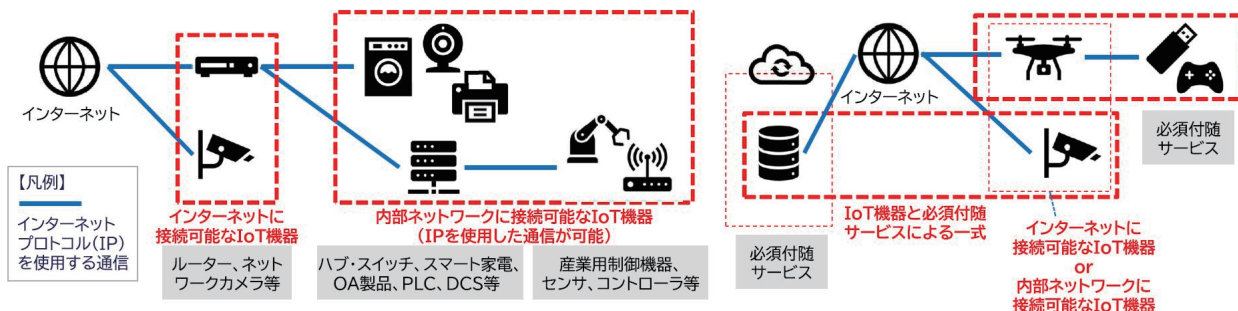 インターネット
【凡例】
インターネット
プロトコル(IP)
を使用する通信
インターネットに
接続可能なIoT機器
ルーター、ネット
ワークカメラ等
内部ネットワークに接続可能なIoT機器
(IPを使用した通信が可能)
ハブ・スイッチ、スマート家電、
OA製品、PLC、DCS等
産業用制御機器、
センサ、コントローラ等
インターネット
必須付随
サービス
IoT機器と必須付随
サービスによる一式
必須付随
サービス
インターネットに
接続可能なIoT機器
or
内部ネットワークに
接続可能なIoT機器